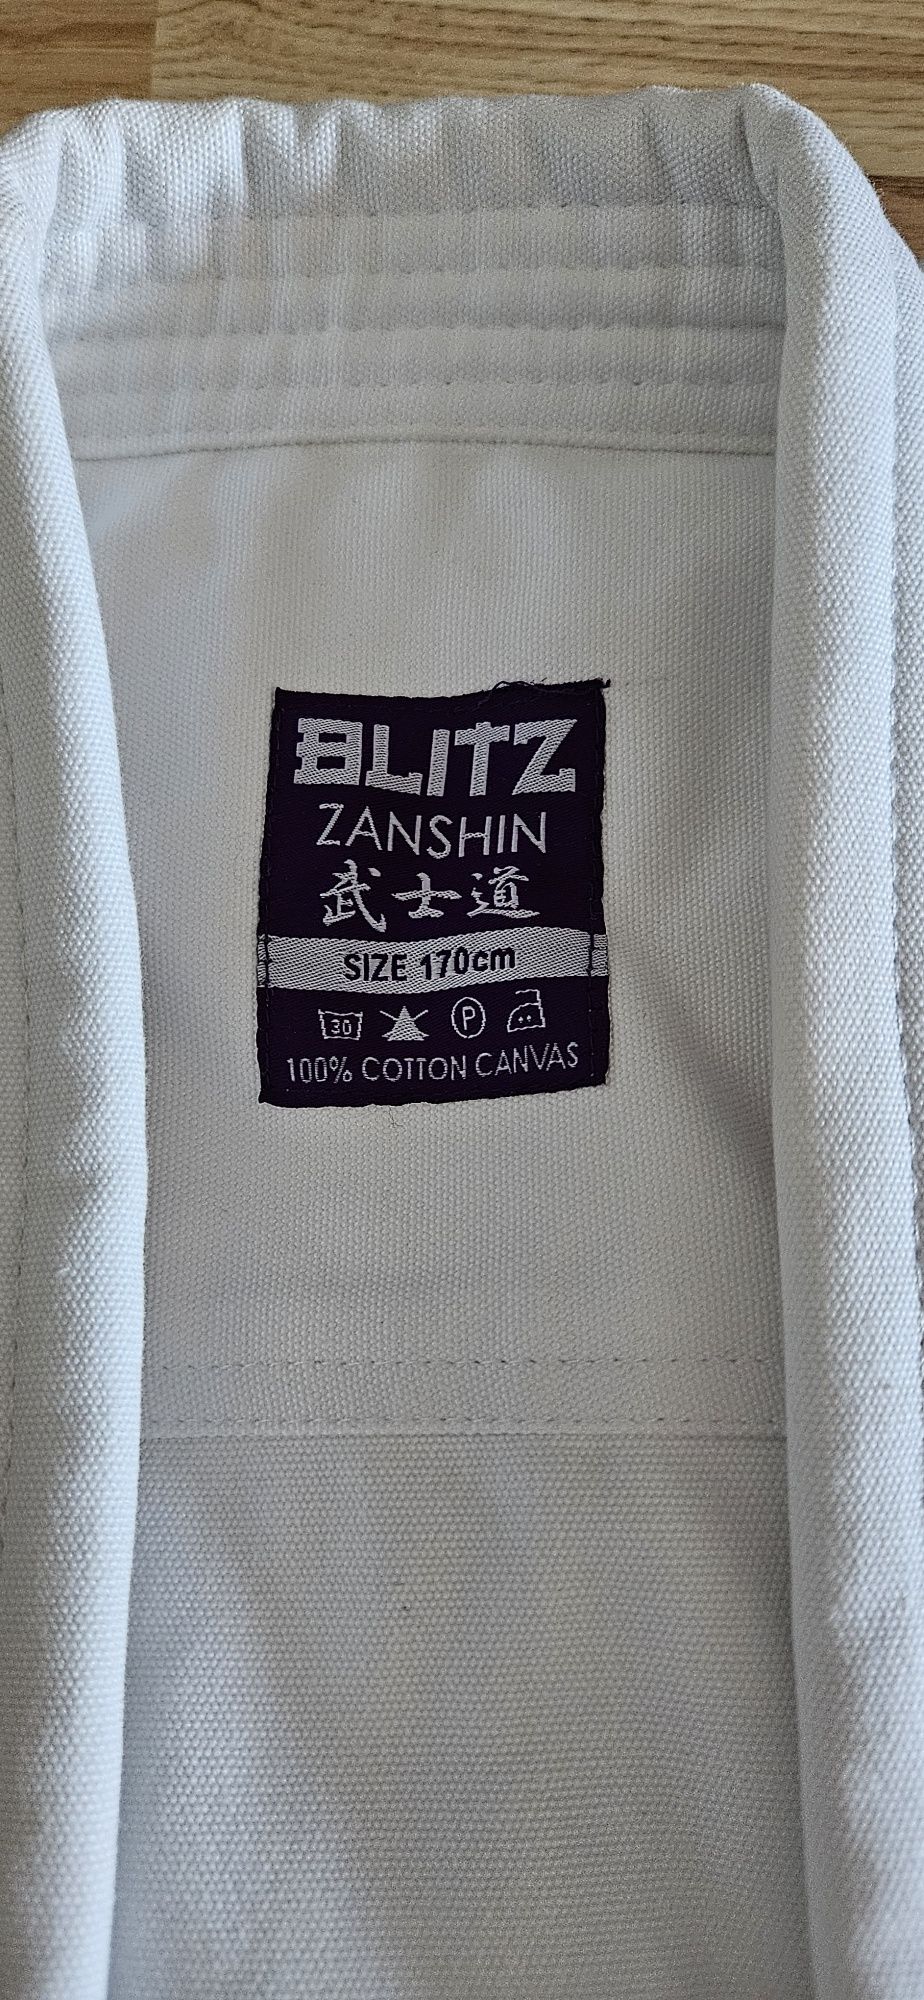 BLITZ
ZANSHIN
武士道
SIZE 170cm
30 P
100% COTTON CANVAS